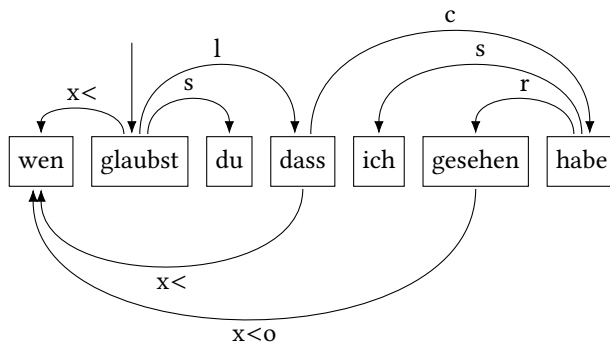 c
l
s
s
r
x<
wen glaubst du dass ich gesehen habe
x<
x<o